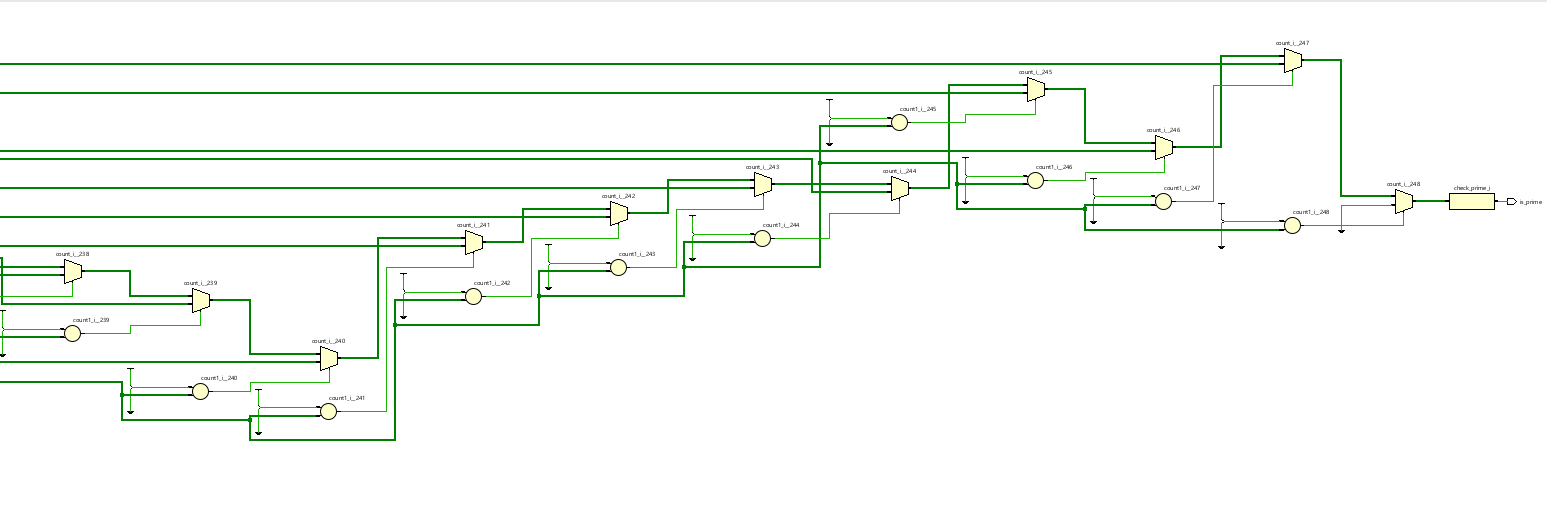 count_i__247
count_i__245
count1_i__245
count_i__246
count_i__243
count1_i__246
count_i__244
count_i__248
check_prime_i
count1_i__247
count_i__242
is_prime
count1_i__248
count_i__241
count1_i__244
count_i__238
count1_i__243
count_i__239
count1_i__242
count1_i__239
count_i__240
count1_i__240
count1_i__241